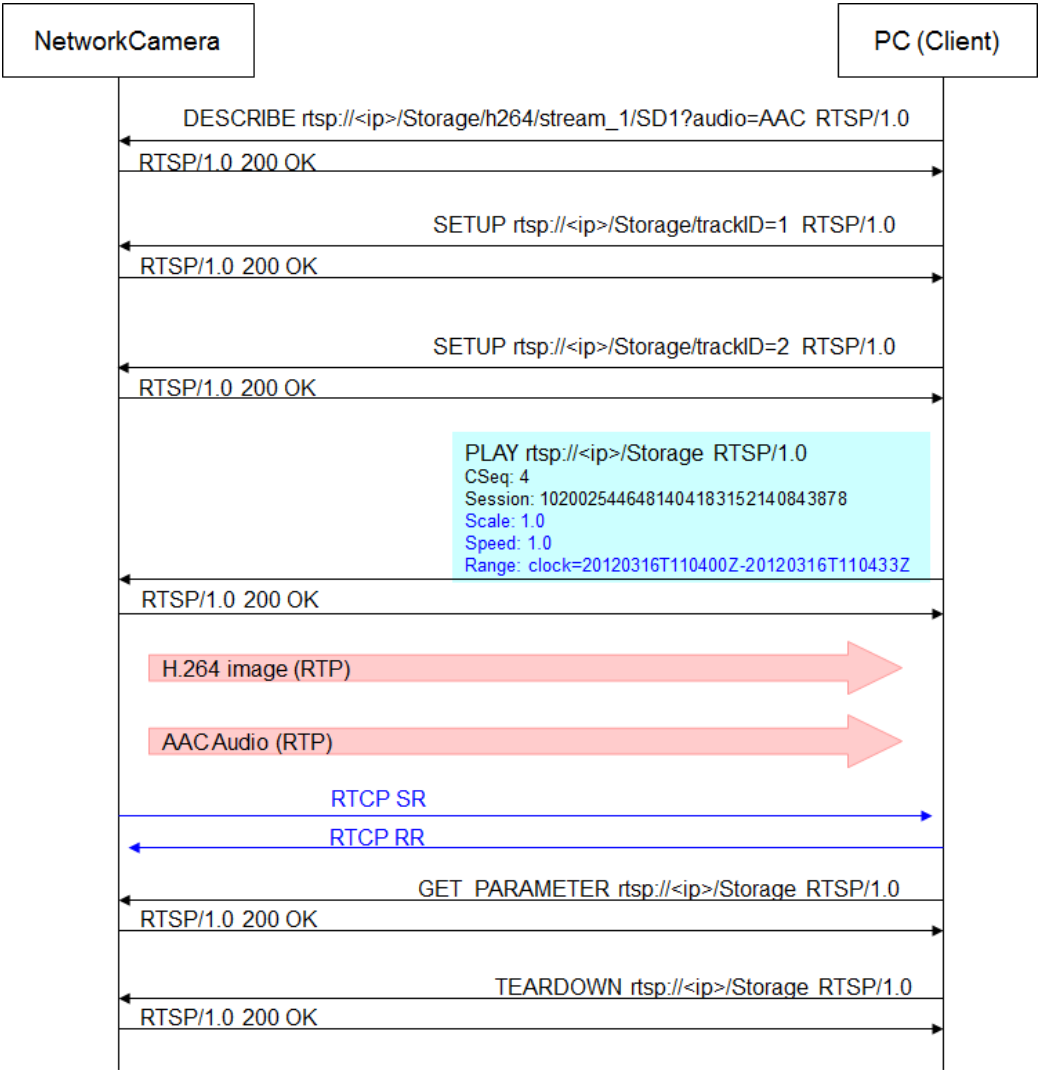 NetworkCamera
PC (Client)
DESCRIBE rtsp://<ip>/Storage/h264/stream_1/SD1?audio=AAC RTSP/1.0
RTSP/1.0 200 OK
SETUP rtsp://<ip>/Storage/trackID=1 RTSP/1.0
RTSP/1.0 200 OK
SETUP rtsp://<ip>/Storage/trackID=2 RTSP/1.0
RTSP/1.0 200 OK
PLAY rtsp://<ip>/Storage RTSP/1.0
CSeq: 4
Session: 1020025446481404183152140843878
Scale: 1.0
Speed: 1.0
Range: clock=20120316T110400Z-20120316T110433Z
RTSP/1.0 200 OK
H.264 image (RTP)
AAC Audio (RTP)
RTCP SR
RTCP RR
GET_PARAMETER rtsp://<ip>/Storage RTSP/1.0
RTSP/1.0 200 OK
TEARDOWN rtsp://<ip>/Storage RTSP/1.0
RTSP/1.0 200 OK